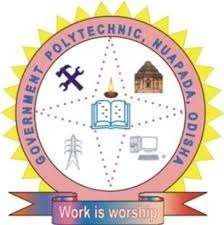 GOVERNMENT POLYTECHNIC, NUAPADA, ODISHA
Work is worship